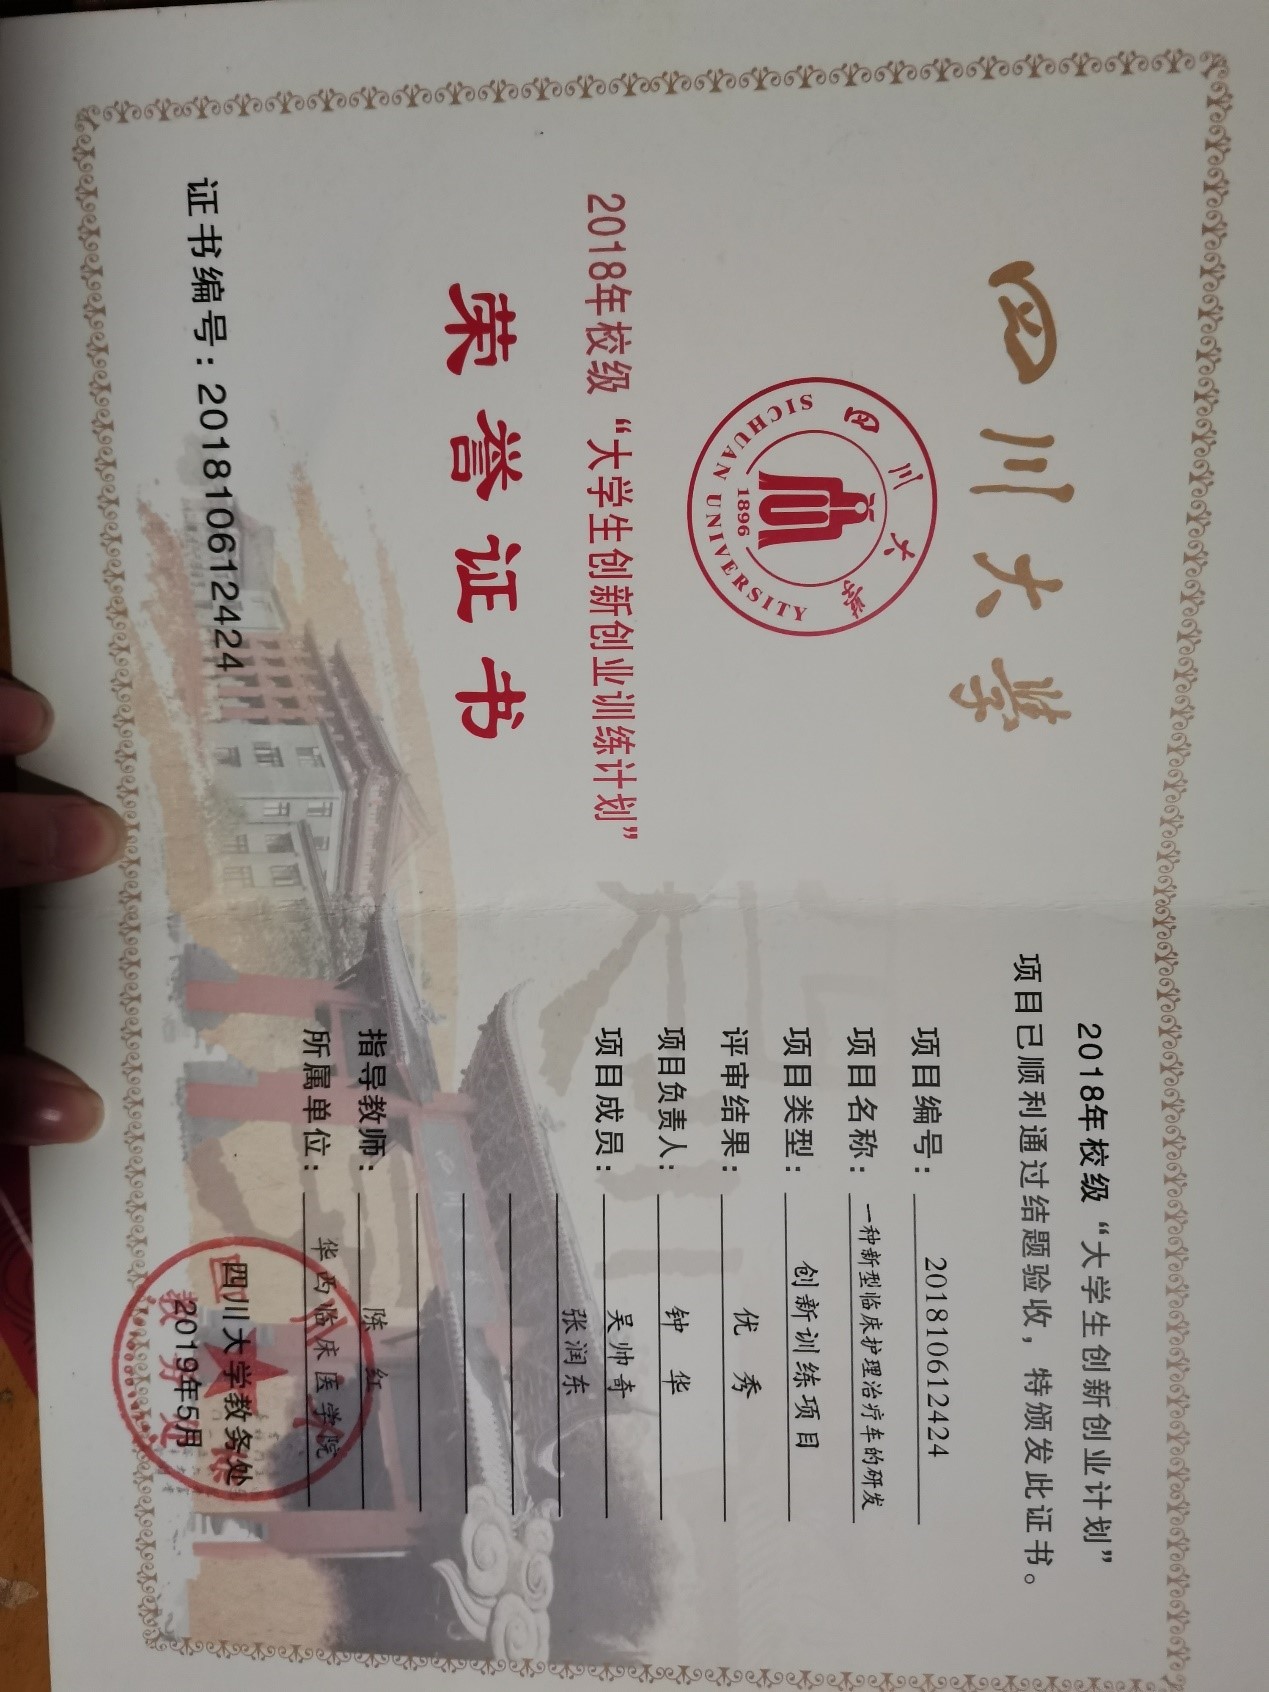 四川大学
四川大学
SICHUAN UNIVERSITY
1896
2018年校级“大学生创新创业训练计划”
荣誉证书
证书编号：201810612424
2018年校级“大学生创新创业计划”
项目已顺利通过结题验收，特颁发此证书。
项目编号：201810612424
项目名称：一种新型临床护理治疗车的研发
项目类型：创新训练项目
评审结果：优秀
项目负责人：钟华
项目成员：吴帅奇
张润东
指导教师：陈红
所属单位：华西临床医学院
四川大学教务处
2019年5月